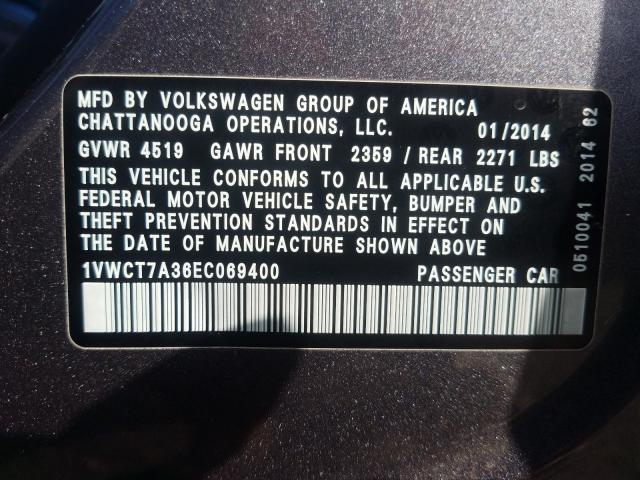 MFD BY VOLKSWAGEN GROUP OF AMERICA
CHATTANOOGA OPERATIONS, LLC. 01/2014
GVWR 4519 GAWR FRONT 2359 / REAR 2271 LBS
THIS VEHICLE CONFORMS TO ALL APPLICABLE U.S.
FEDERAL MOTOR VEHICLE SAFETY, BUMPER AND
THEFT PREVENTION STANDARDS IN EFFECT ON
THE DATE OF MANUFACTURE SHOWN ABOVE
1VWCT7A36EC069400 PASSENGER CAR
0510041 2014 62